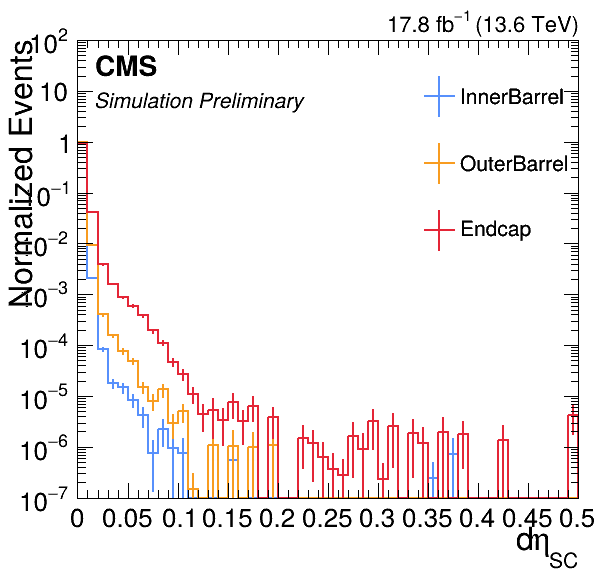 17.8 fb⁻¹ (13.6 TeV)
CMS
Simulation Preliminary
InnerBarrel
OuterBarrel
Endcap
Normalized Events
10²
10
1
10⁻¹
10⁻²
10⁻³
10⁻⁴
10⁻⁵
10⁻⁶
10⁻⁷
0 0.05 0.1 0.15 0.2 0.25 0.3 0.35 0.4 0.45 0.5
dη_SC